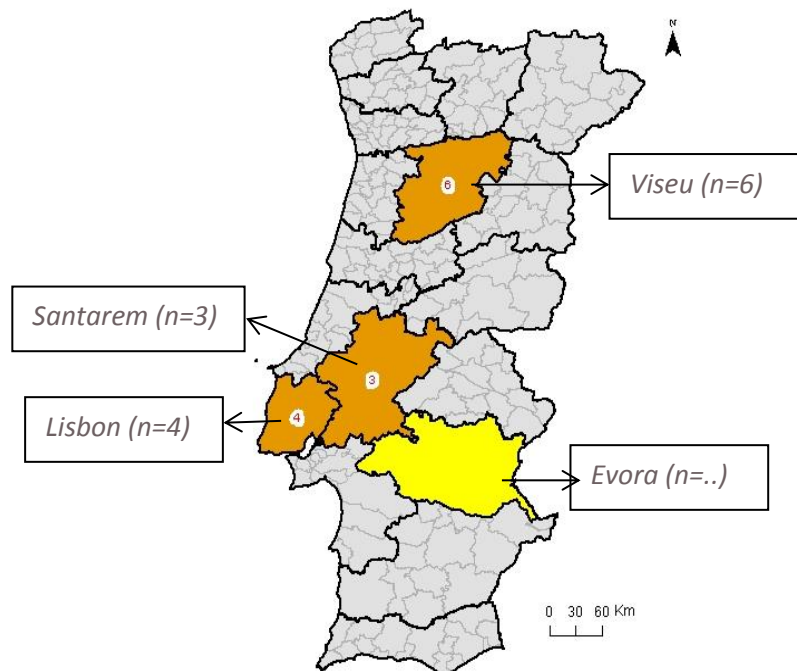 N
6
Viseu (n=6)
Santarem (n=3)
3
4
Lisbon (n=4)
Evora (n=..)
0 30 60 Km